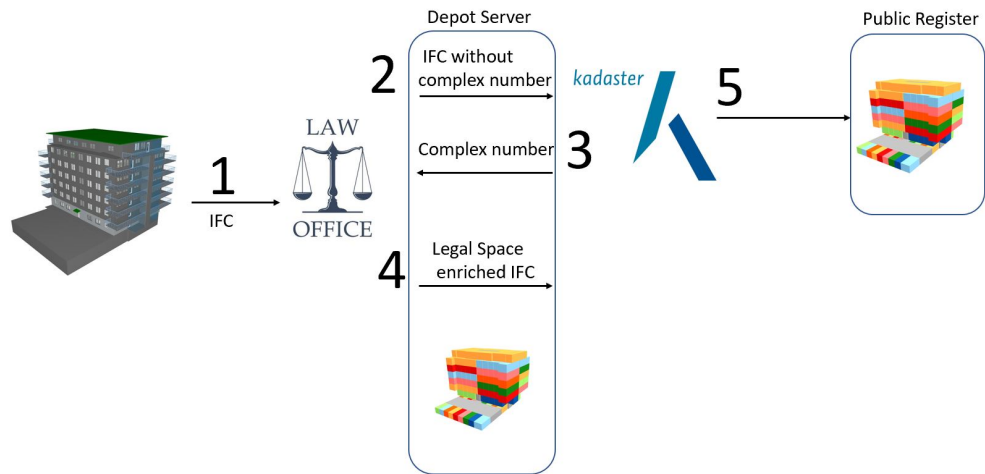 Depot Server
Public Register
2
IFC without
complex number
kadaster
5
LAW
1
Complex number
3
IFC
OFFICE
4
Legal Space
enriched IFC